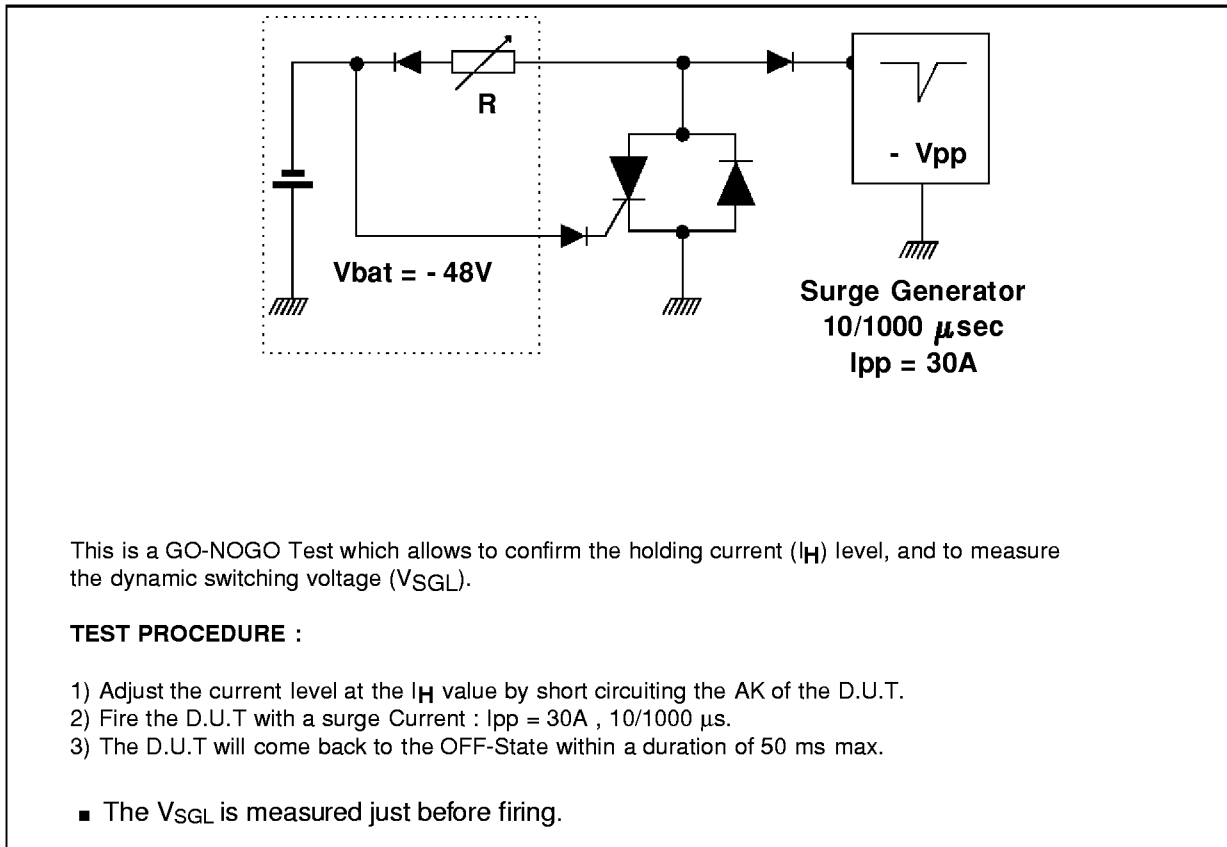 R
- Vpp
Vbat = - 48V
Surge Generator
10/1000 µsec
Ipp = 30A
This is a GO-NOGO Test which allows to confirm the holding current (IH) level, and to measure
the dynamic switching voltage (VSGL).
TEST PROCEDURE :
1) Adjust the current level at the IH value by short circuiting the AK of the D.U.T.
2) Fire the D.U.T with a surge Current : Ipp = 30A , 10/1000 µs.
3) The D.U.T will come back to the OFF-State within a duration of 50 ms max.
■ The VSGL is measured just before firing.